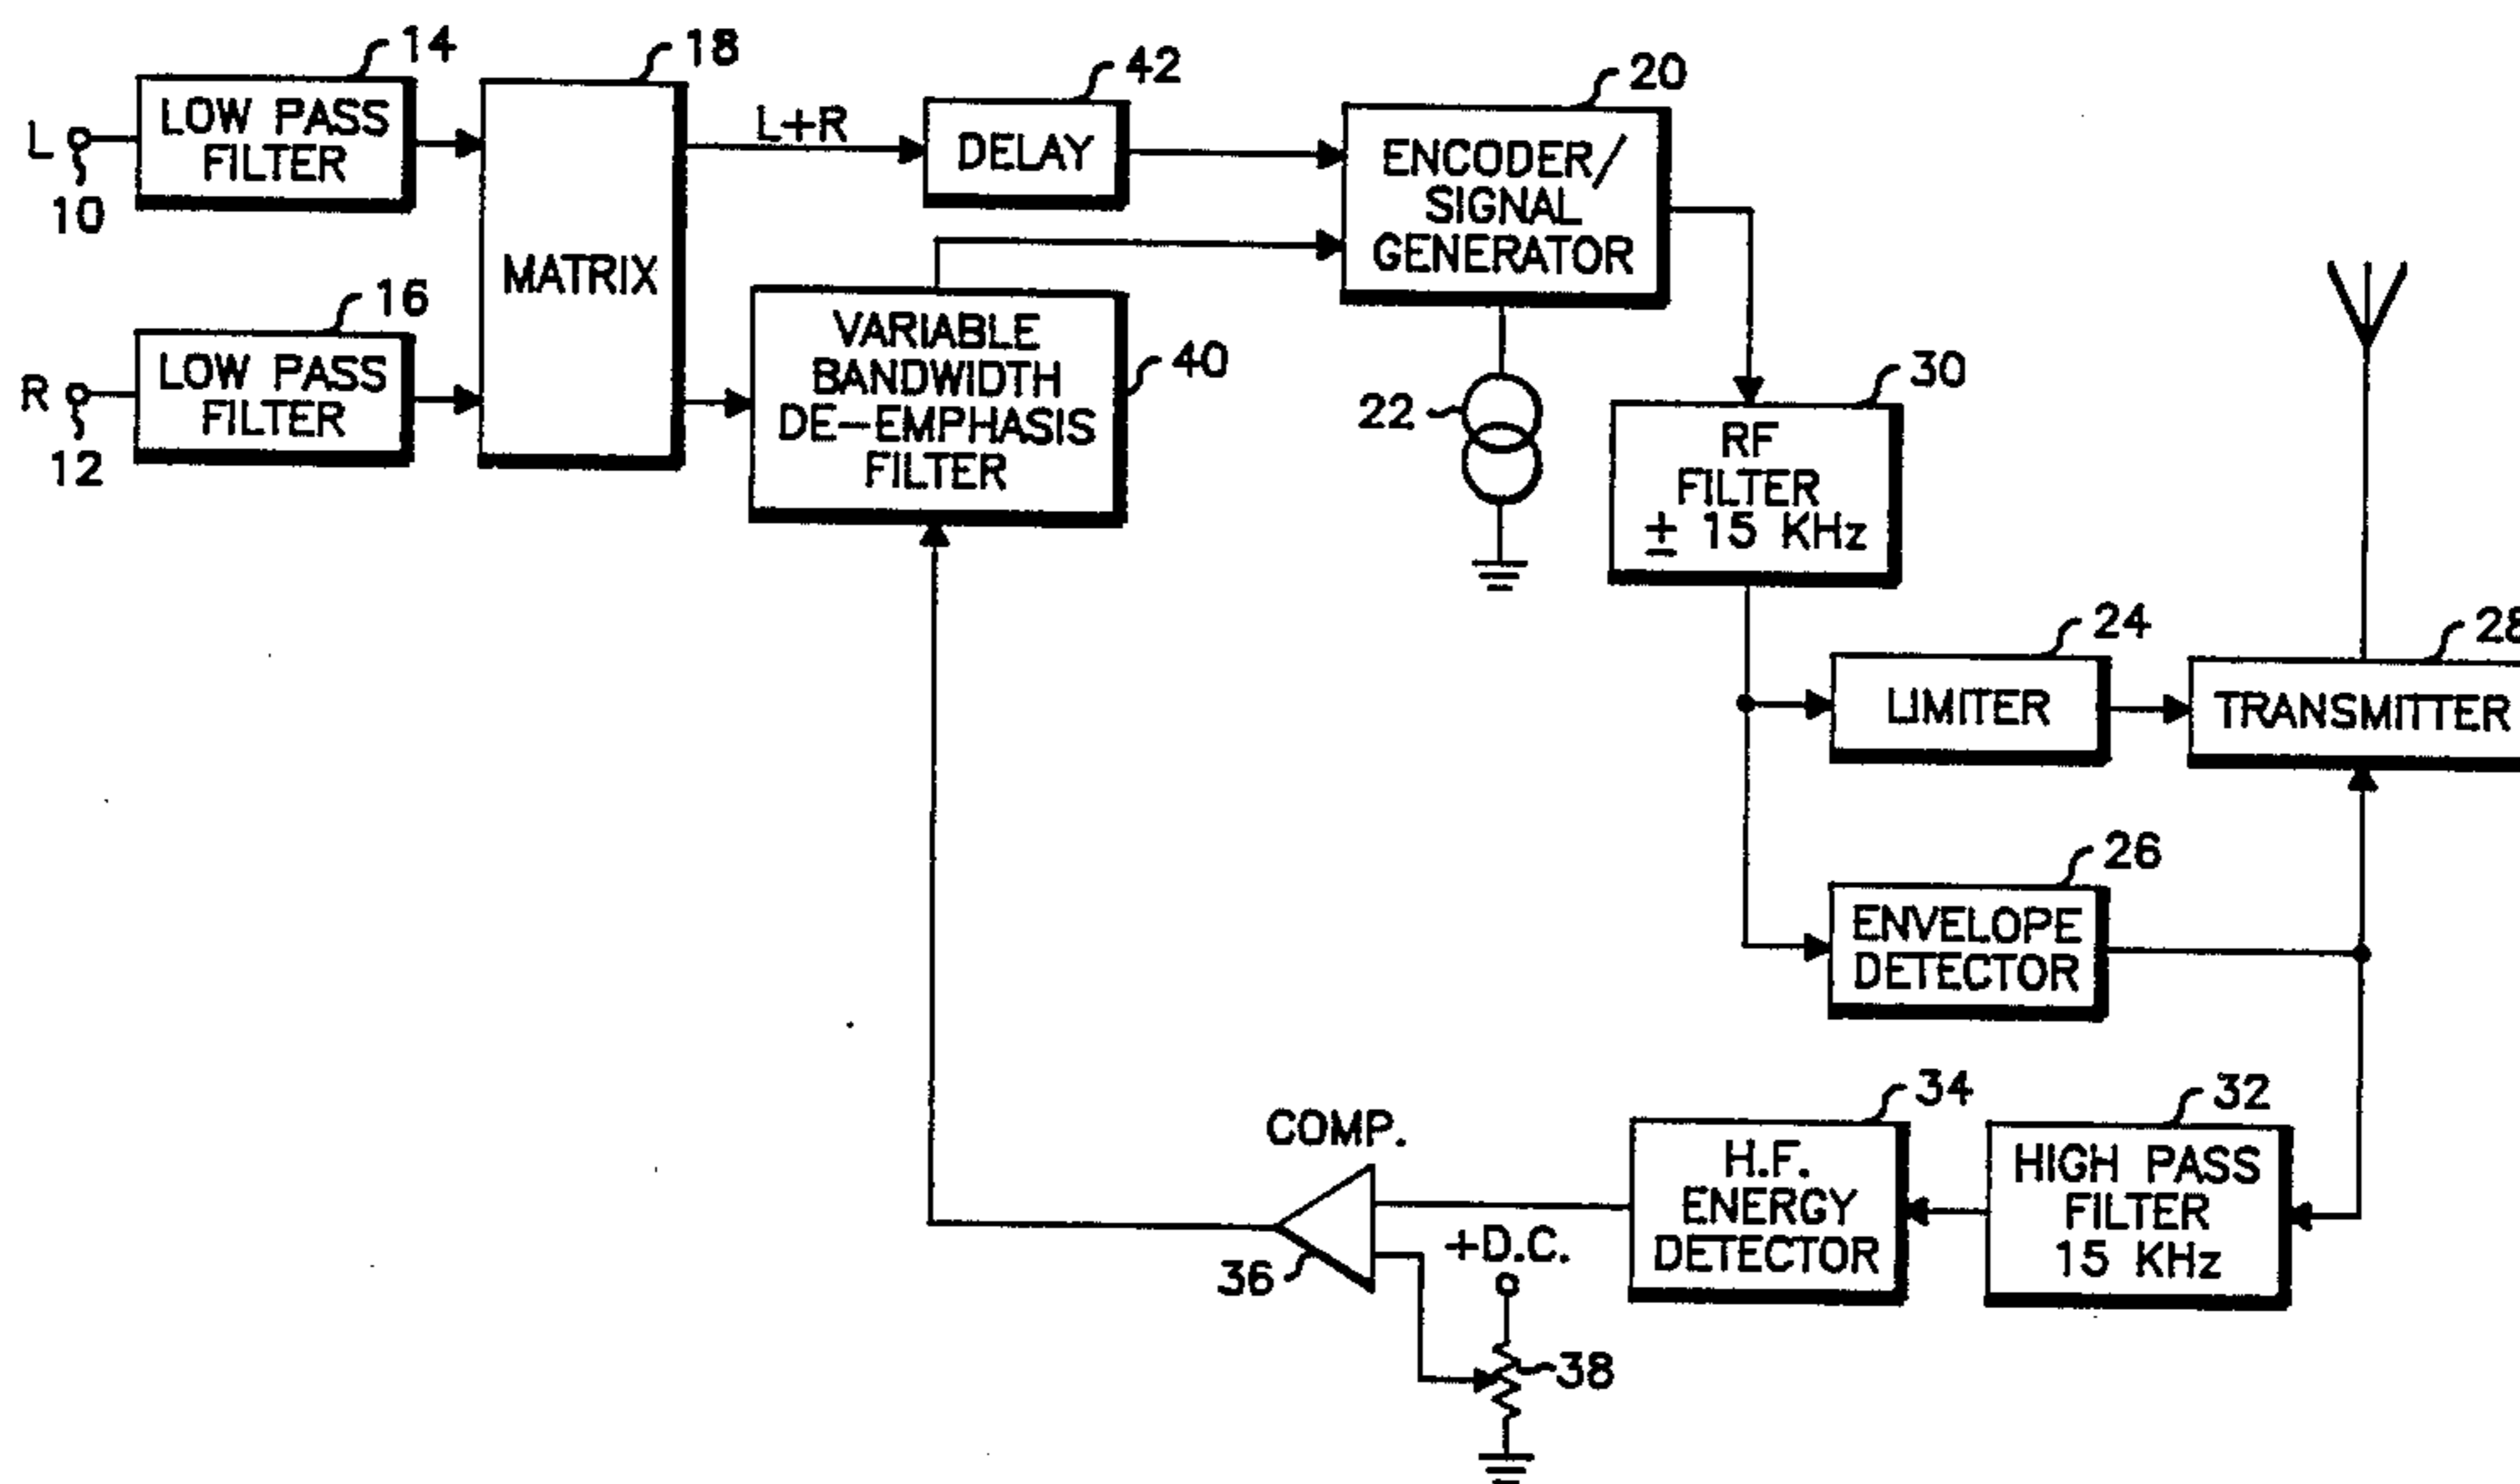 14
18
42
20
L
LOW PASS
FILTER
10
L+R
DELAY
ENCODER/
SIGNAL
GENERATOR
MATRIX
16
R
LOW PASS
FILTER
12
VARIABLE
BANDWIDTH
DE-EMPHASIS
FILTER
40
22
30
RF
FILTER
± 15 KHz
24
28
LIMITER
TRANSMITTER
26
ENVELOPE
DETECTOR
34
32
COMP.
H.F.
ENERGY
DETECTOR
HIGH PASS
FILTER
15 KHz
+D.C.
36
38